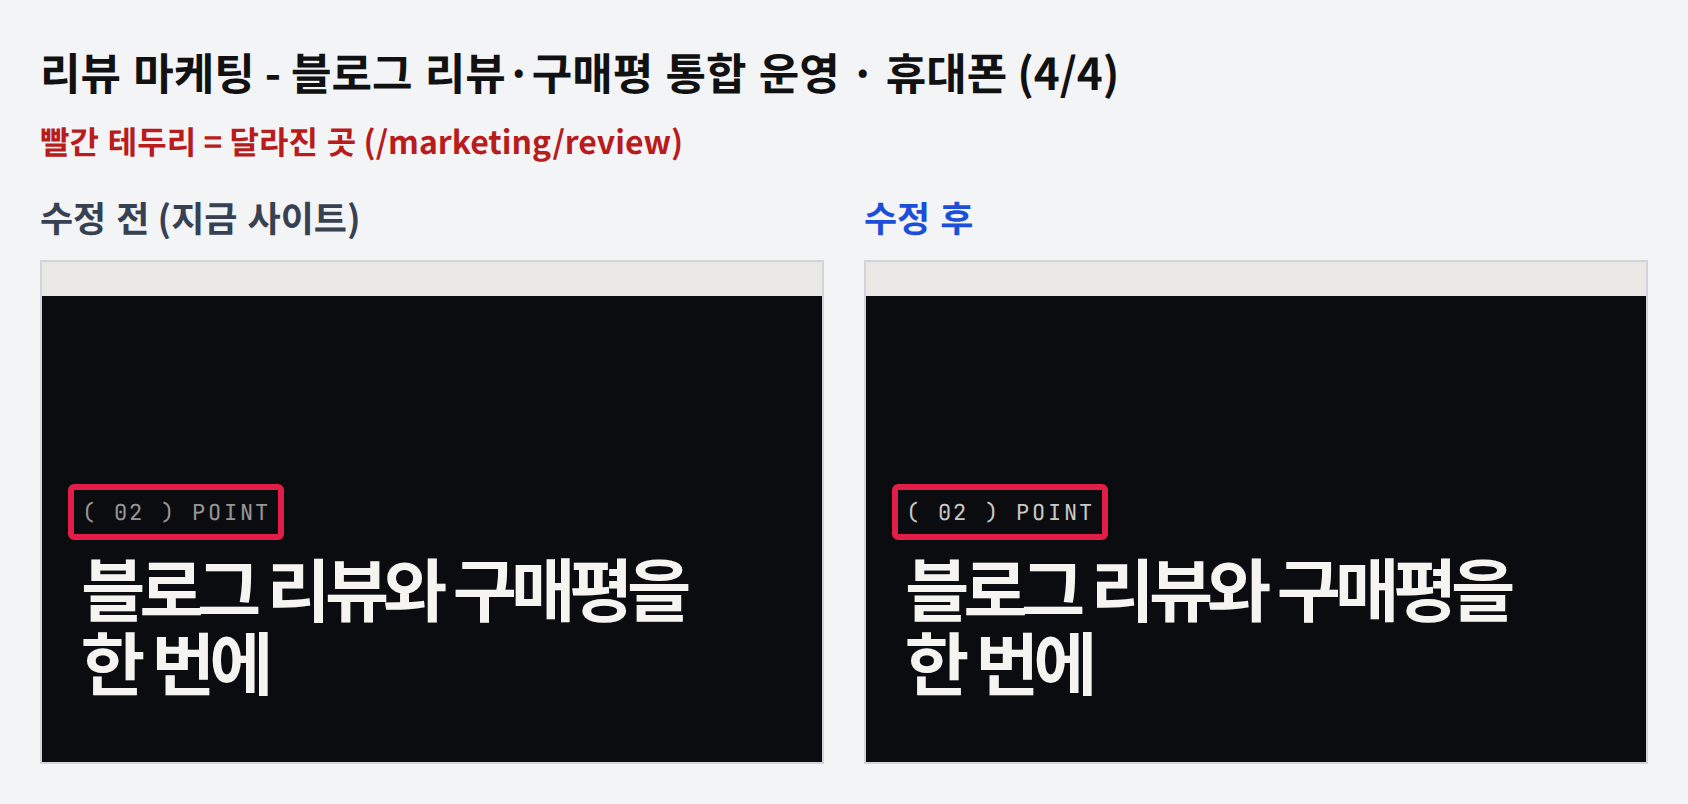 리뷰 마케팅 - 블로그 리뷰·구매평 통합 운영 · 휴대폰 (4/4)
빨간 테두리 = 달라진 곳 (/marketing/review)
수정 전 (지금 사이트)
( 02 ) POINT
블로그 리뷰와 구매평을
한 번에
수정 후
( 02 ) POINT
블로그 리뷰와 구매평을
한 번에